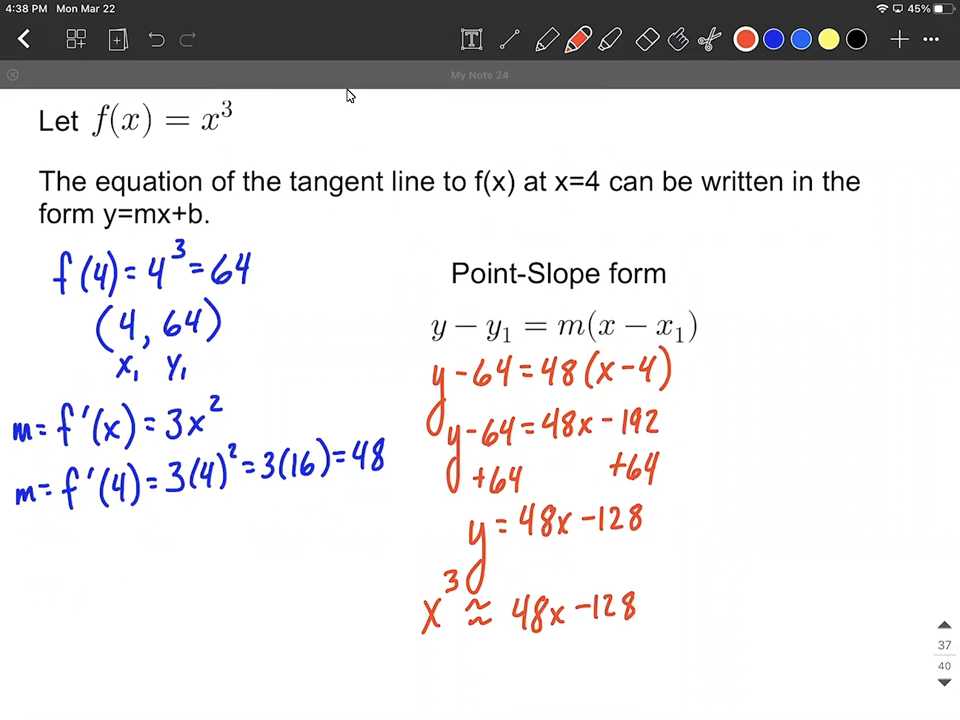 4:38 PM Mon Mar 22 45%
My Note 24
Let f(x) = x³
The equation of the tangent line to f(x) at x=4 can be written in the
form y=mx+b.
f(4) = 4³ = 64
(4, 64)
x₁ y₁
m = f'(x) = 3x²
m = f'(4) = 3(4)² = 3(16) = 48
Point-Slope form
y − y₁ = m(x − x₁)
y - 64 = 48(x - 4)
y - 64 = 48x - 192
+64 +64
y = 48x - 128
x³ ≈ 48x - 128
37
40